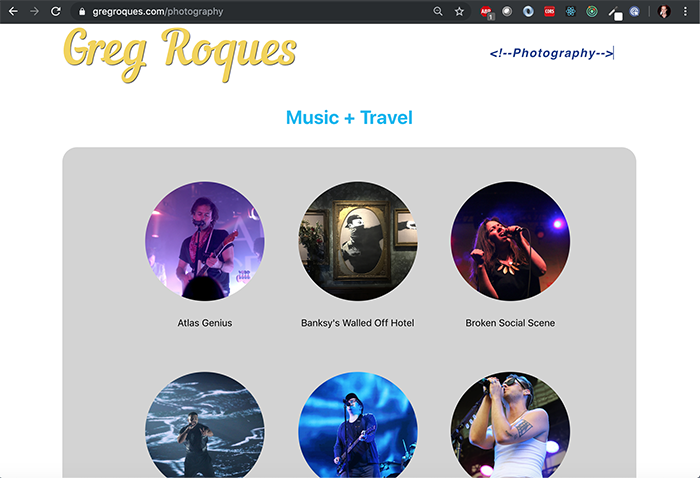 gregroques.com/photography
Greg Roques
<!--Photography-->
Music + Travel
Atlas Genius
Banksy's Walled Off Hotel
Broken Social Scene